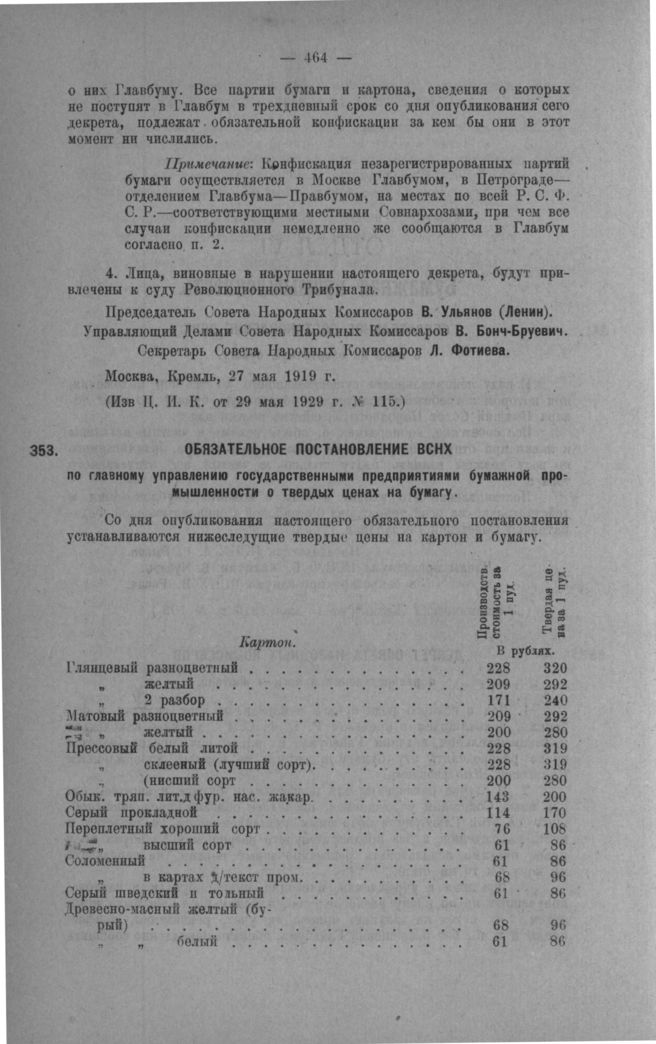 — 464 —
о них Главбуму. Все партии бумаги и картона, сведения о которых
не поступят в Главбум в трехдневный срок со дня опубликования сего
декрета, подлежат обязательной конфискации за кем бы они в этот
момент ни числились.
Примечание: Конфискация незарегистрированных партий
бумаги осуществляется в Москве Главбумом, в Петрограде—
отделением Главбума—Правбумом, на местах по всей Р. С. Ф.
С. Р.—соответствующими местными Совнархозами, при чем все
случаи конфискации немедленно же сообщаются в Главбум
согласно п. 2.
4. Лица, виновные в нарушении настоящего декрета, будут при-
влечены к суду Революционного Трибунала.
Председатель Совета Народных Комиссаров В. Ульянов (Ленин).
Управляющий Делами Совета Народных Комиссаров В. Бонч-Бруевич.
Секретарь Совета Народных Комиссаров Л. Фотиева.
Москва, Кремль, 27 мая 1919 г.
(Изв Ц. И. К. от 29 мая 1929 г. № 115.)
353. ОБЯЗАТЕЛЬНОЕ ПОСТАНОВЛЕНИЕ ВСНХ
по главному управлению государственными предприятиями бумажной про-
мышленности о твердых ценах на бумагу.
Со дня опубликования настоящего обязательного постановления
устанавливаются нижеследующие твердые цены на картон и бумагу.
Производств.
стоимость за
1 пуд.
Твердая це-
на за 1 пуд.
Картон.
В рублях.
Глянцевый разноцветный . . . . . . . . . . . . 228 320
„ желтый . . . . . . . . . . . . 209 292
„ 2 разбор . . . . . . . . . . . . 171 240
Матовый разноцветный . . . . . . . . . . . . 209 292
„ желтый . . . . . . . . . . . . 200 280
Прессовый белый литой . . . . . . . . . . . . 228 319
„ склееный (лучший сорт). . . . . . . . . 228 319
„ (нисший сорт . . . . . . . . . . . . 200 280
Обык. тряп. лит.д фур. нас. жакар. . . . . . . . . 143 200
Серый прокладной . . . . . . . . . . . . 114 170
Переплетный хороший сорт . . . . . . . . . . . . 76 108
„ высший сорт . . . . . . . . . . . . 61 86
Соломенный . . . . . . . . . . . . 61 86
„ в картах д/текст пром. . . . . . . . . . 68 96
Серый шведский и тольный . . . . . . . . . . . . 61 86
Древесно-масный желтый (бу-
рый) . . . . . . . . . . . . 68 96
„ „ белый . . . . . . . . . . . . 61 86